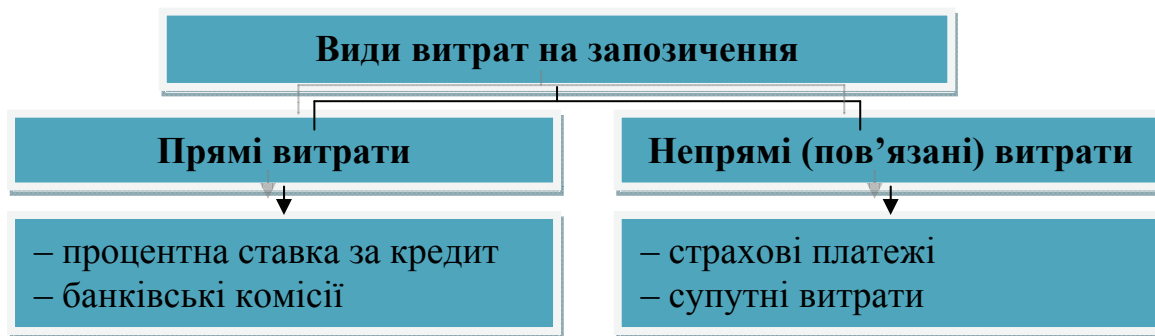 Види витрат на запозичення
Прямі витрати
Непрямі (пов’язані) витрати
– процентна ставка за кредит
– банківські комісії
– страхові платежі
– супутні витрати